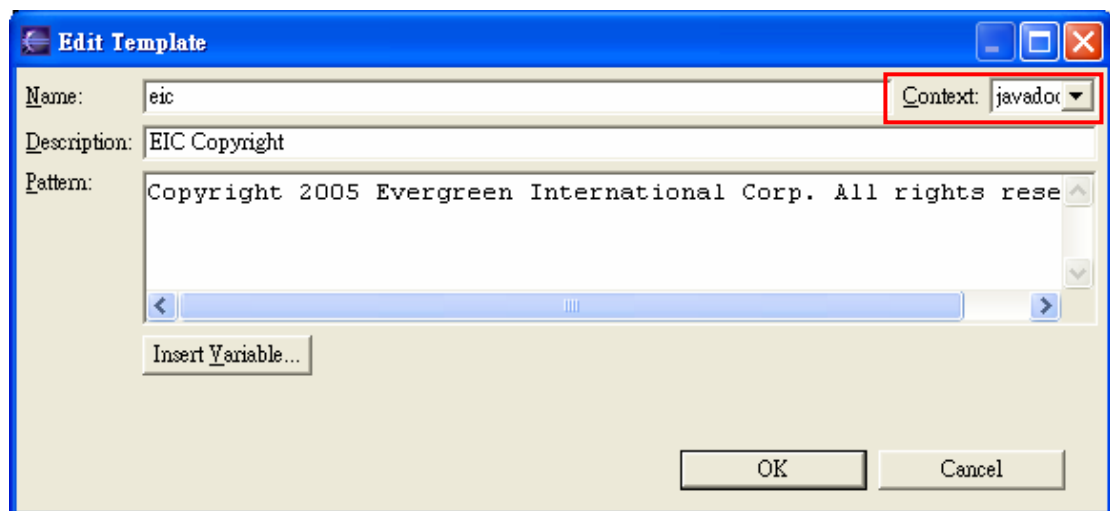 Edit Template
Name: eic Context: javadoc
Description: EIC Copyright
Pattern: Copyright 2005 Evergreen International Corp. All rights rese
Insert Variable...
OK Cancel